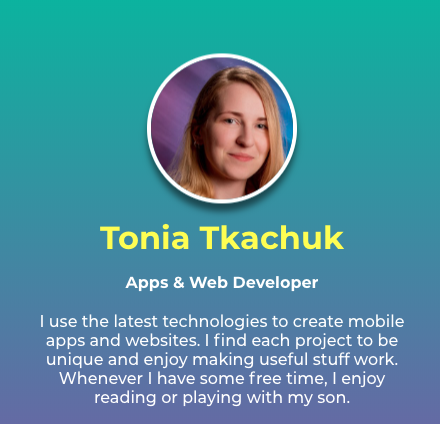 Tonia Tkachuk
Apps & Web Developer
I use the latest technologies to create mobile
apps and websites. I find each project to be
unique and enjoy making useful stuff work.
Whenever I have some free time, I enjoy
reading or playing with my son.